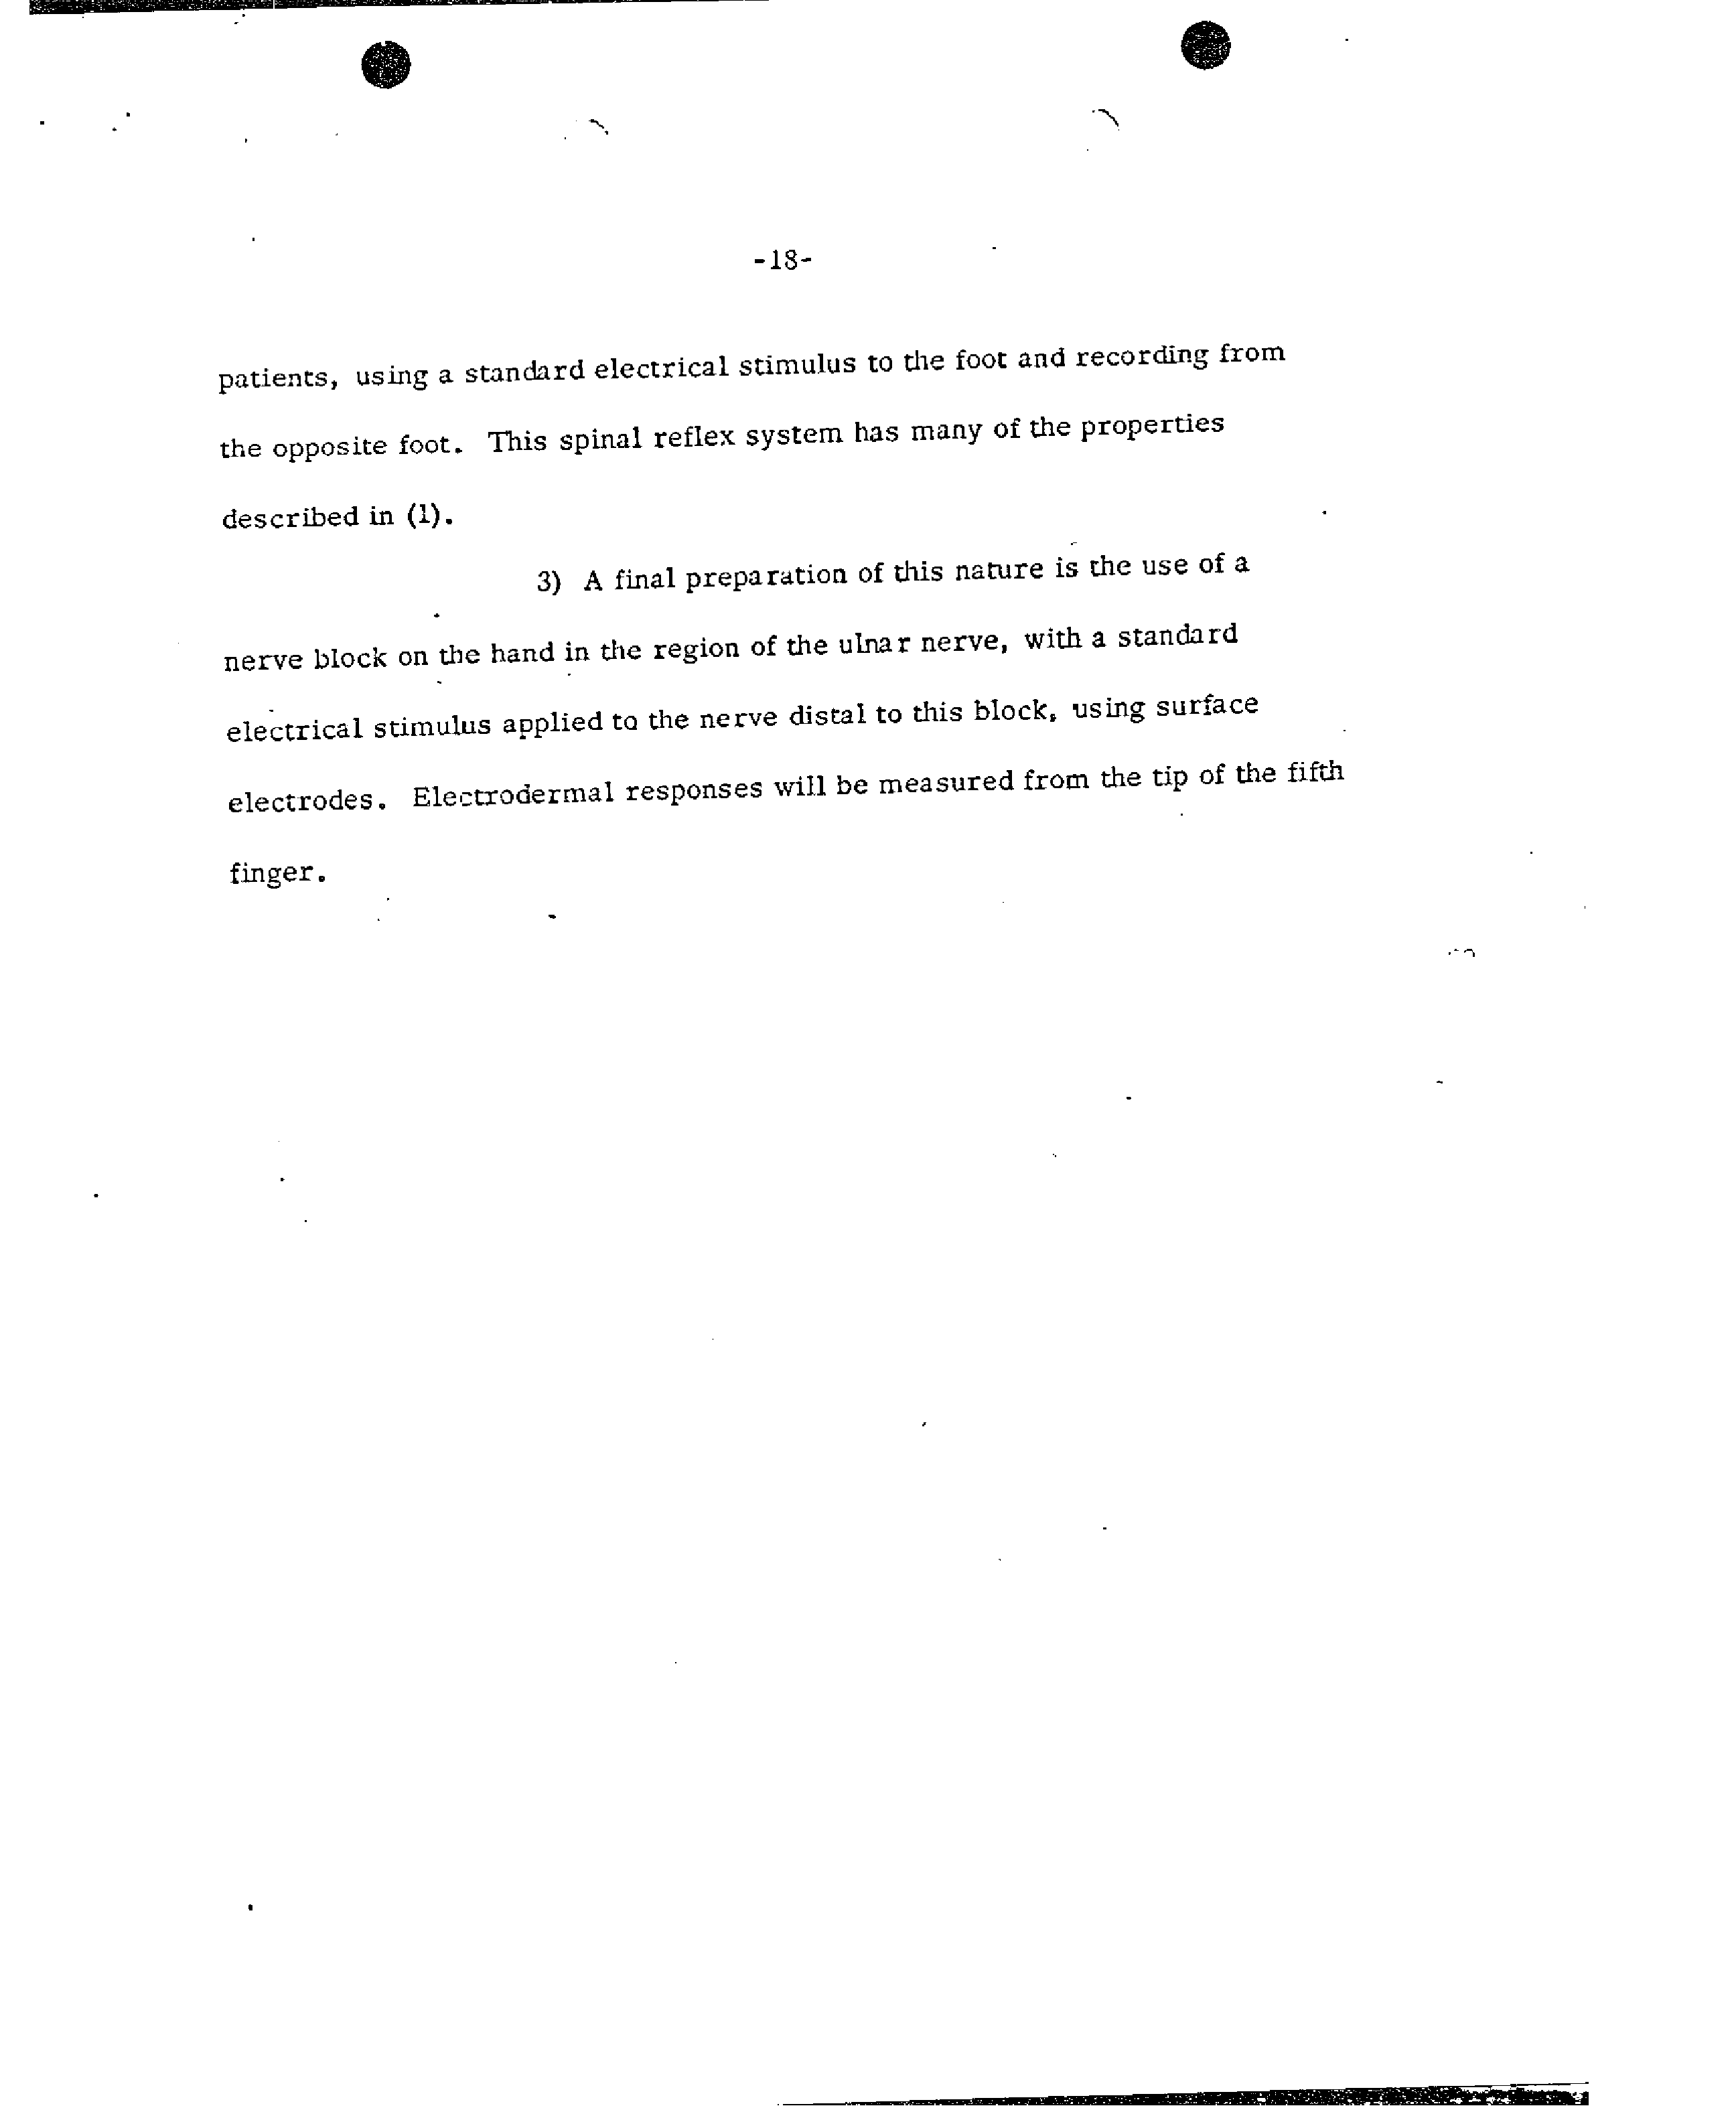 -18-
patients, using a standard electrical stimulus to the foot and recording from
the opposite foot. This spinal reflex system has many of the properties
described in (1).
3) A final preparation of this nature is the use of a
nerve block on the hand in the region of the ulnar nerve, with a standard
electrical stimulus applied to the nerve distal to this block, using surface
electrodes. Electrodermal responses will be measured from the tip of the fifth
finger.